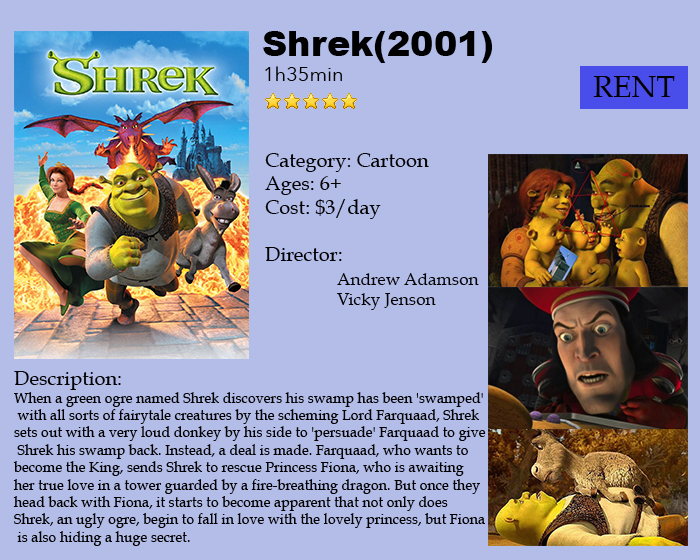 SHREK
Shrek(2001)
1h35min
RENT
Category: Cartoon
Ages: 6+
Cost: $3/day
Director:
Andrew Adamson
Vicky Jenson
Description:
When a green ogre named Shrek discovers his swamp has been 'swamped'
with all sorts of fairytale creatures by the scheming Lord Farquaad, Shrek
sets out with a very loud donkey by his side to 'persuade' Farquaad to give
Shrek his swamp back. Instead, a deal is made. Farquaad, who wants to
become the King, sends Shrek to rescue Princess Fiona, who is awaiting
her true love in a tower guarded by a fire-breathing dragon. But once they
head back with Fiona, it starts to become apparent that not only does
Shrek, an ugly ogre, begin to fall in love with the lovely princess, but Fiona
is also hiding a huge secret.